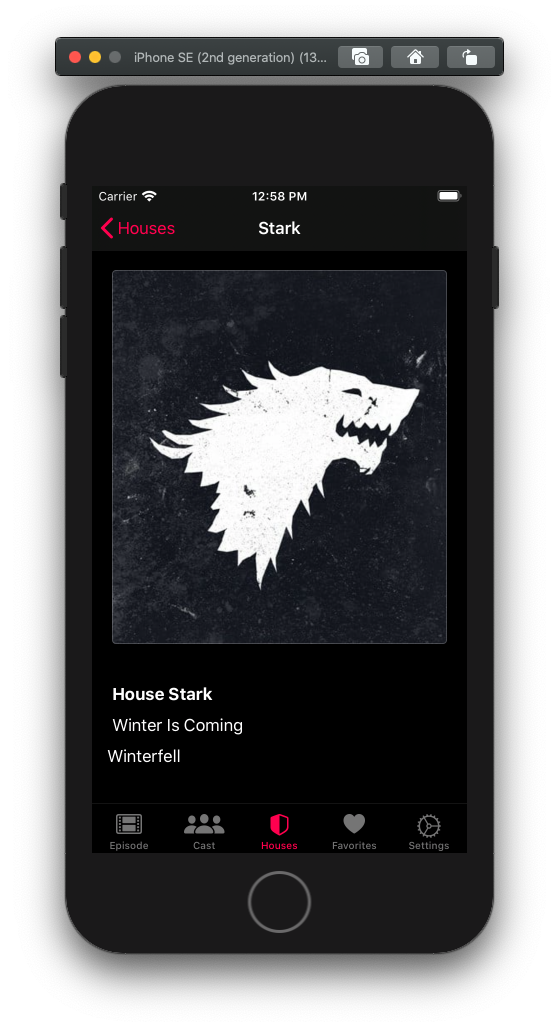 iPhone SE (2nd generation) (13...
Carrier 12:58 PM
Houses Stark
House Stark
Winter Is Coming
Winterfell
Episode Cast Houses Favorites Settings